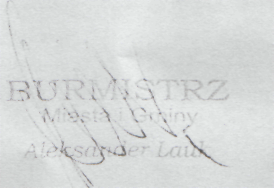 BURMISTRZ
Miasta i Gminy
Aleksander Lauk